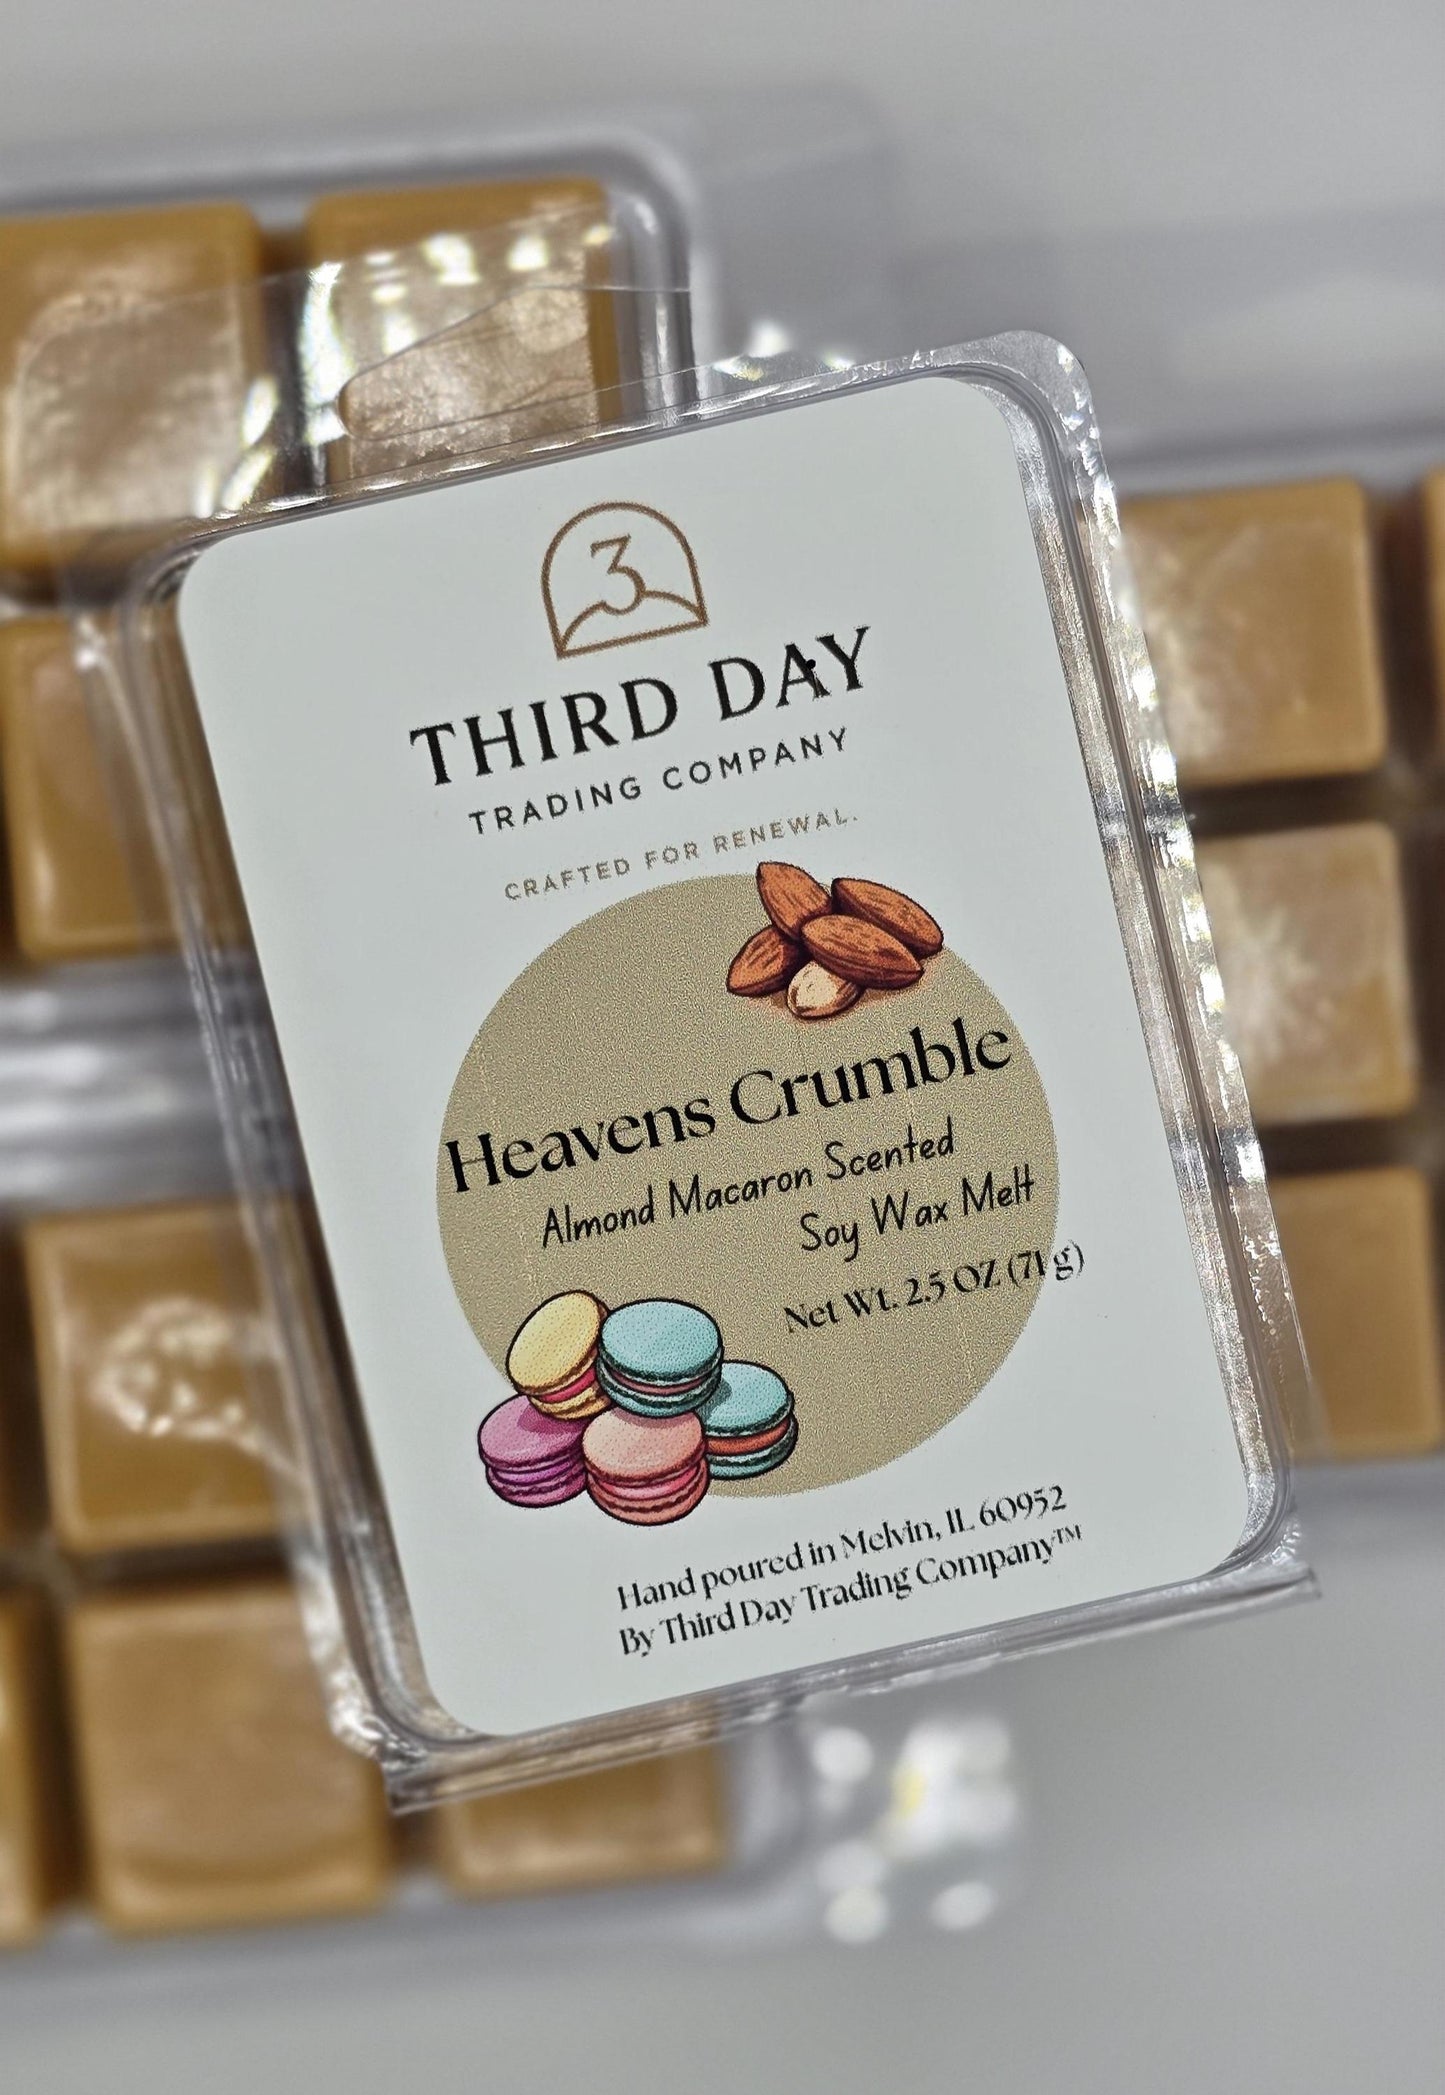 3
THIRD DAY
TRADING COMPANY
CRAFTED FOR RENEWAL.
Heavens Crumble
Almond Macaron Scented
Soy Wax Melt
Net Wt. 2.5 OZ (71 g)
Hand poured in Melvin, IL 60952
By Third Day Trading Company™